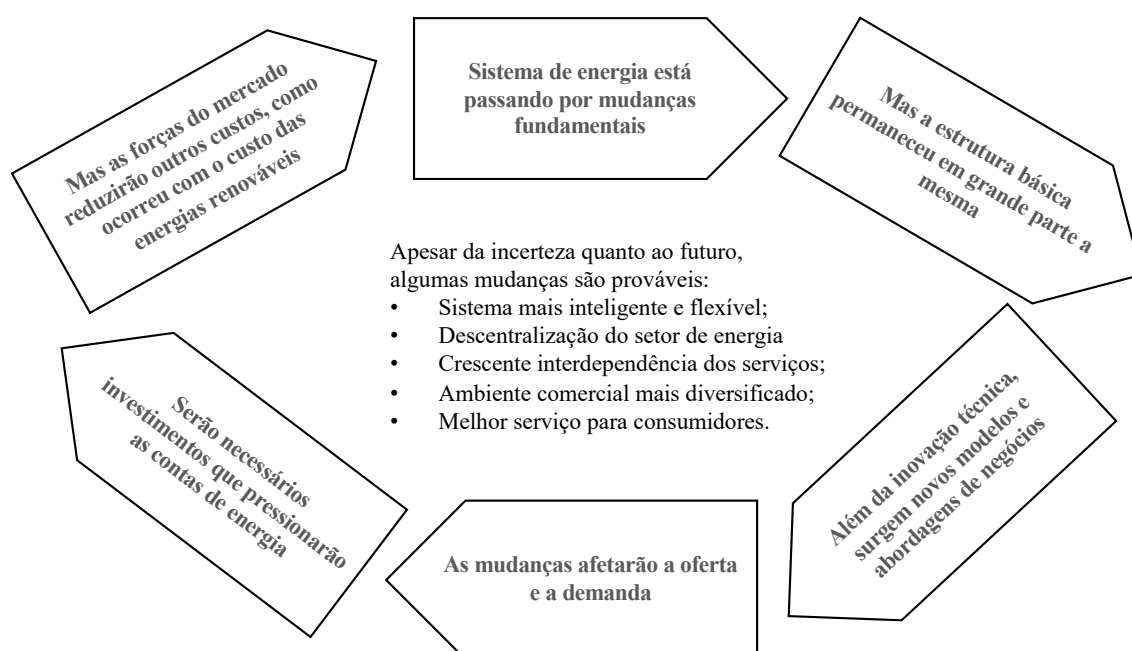 Sistema de energia está
passando por mudanças
fundamentais
Mas a estrutura básica
permaneceu em grande parte a
mesma
Além da inovação técnica,
surgem novos modelos e
abordagens de negócios
As mudanças afetarão a oferta
e a demanda
Serão necessários
investimentos que pressionarão
as contas de energia
Mas as forças do mercado
reduzirão outros custos, como
ocorreu com o custo das
energias renováveis
Apesar da incerteza quanto ao futuro,
algumas mudanças são prováveis:
• Sistema mais inteligente e flexível;
• Descentralização do setor de energia
• Crescente interdependência dos serviços;
• Ambiente comercial mais diversificado;
• Melhor serviço para consumidores.